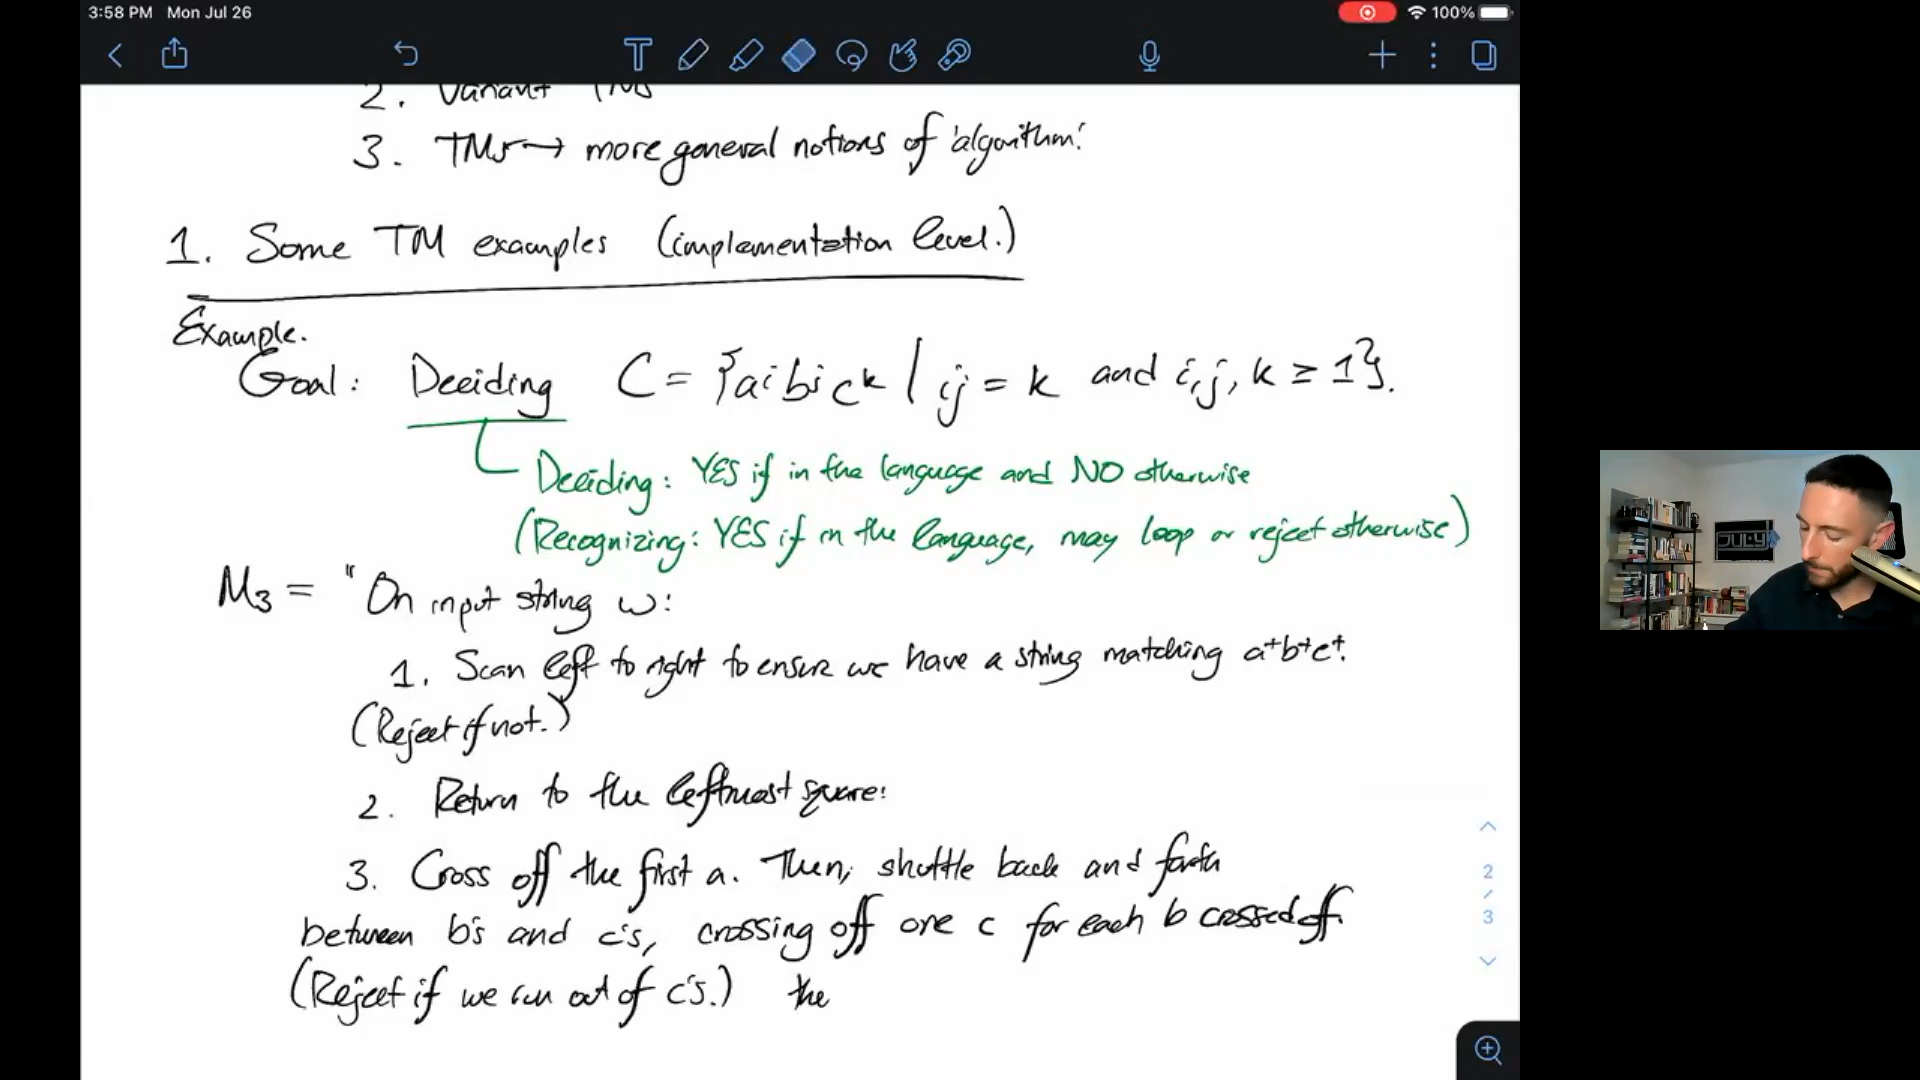 3:58 PM Mon Jul 26
100%
2. Variant TMs
3. TMs → more general notions of 'algorithm.'
1. Some TM examples (implementation level.)
Example.
Goal: Deciding C = {aⁱbʲcᵏ | ij = k and i,j,k ≥ 1}.
Deciding: YES if in the language and NO otherwise
(Recognizing: YES if in the language, may loop or reject otherwise)
M₃ = "On input string w:
1. Scan left to right to ensure we have a string matching a⁺b⁺c⁺.
(Reject if not.)
2. Return to the leftmost square.
3. Cross off the first a. Then, shuttle back and forth
between b's and c's, crossing off one c for each b crossed off.
(Reject if we run out of c's.) the
2
/
3